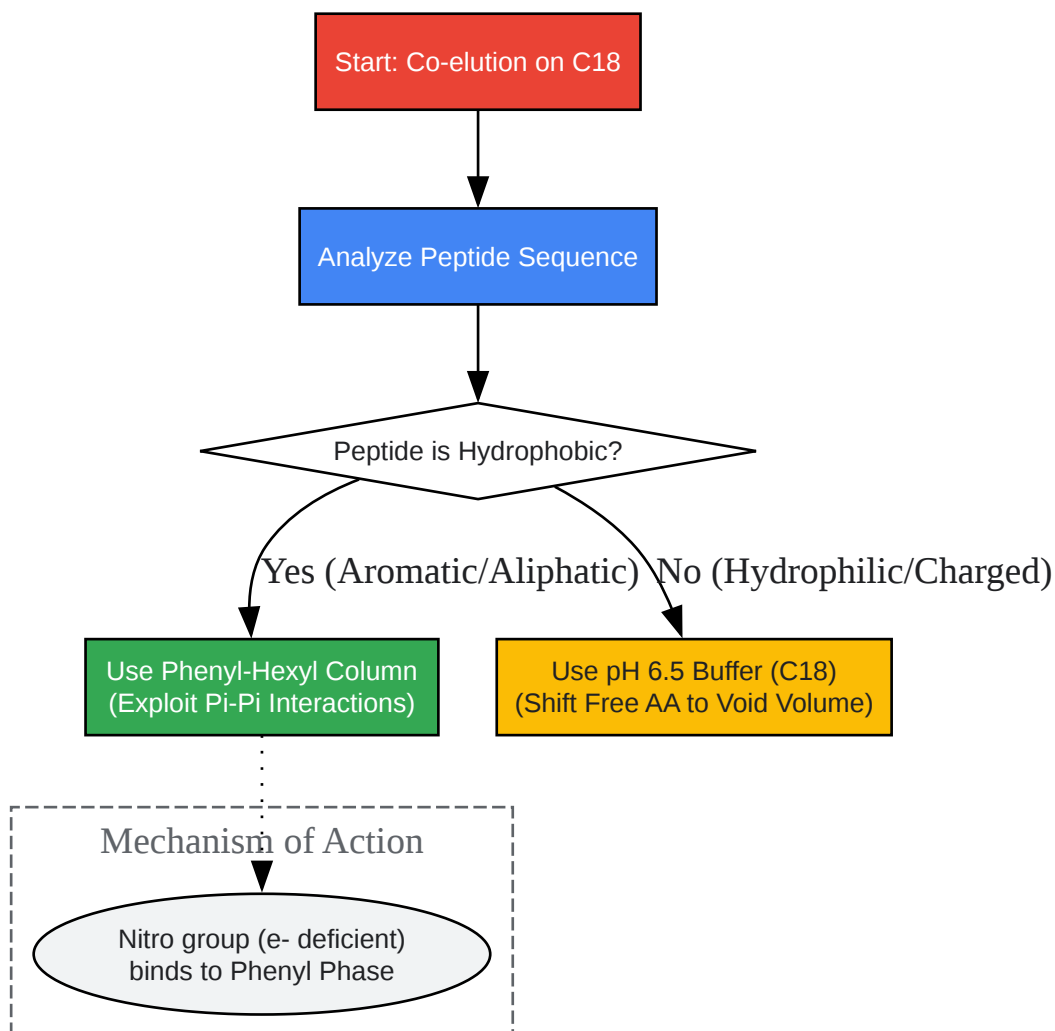 Start: Co-elution on C18
Analyze Peptide Sequence
Peptide is Hydrophobic?
Yes (Aromatic/Aliphatic)
No (Hydrophilic/Charged)
Use Phenyl-Hexyl Column
(Exploit Pi-Pi Interactions)
Use pH 6.5 Buffer (C18)
(Shift Free AA to Void Volume)
Mechanism of Action
Nitro group (e- deficient)
binds to Phenyl Phase